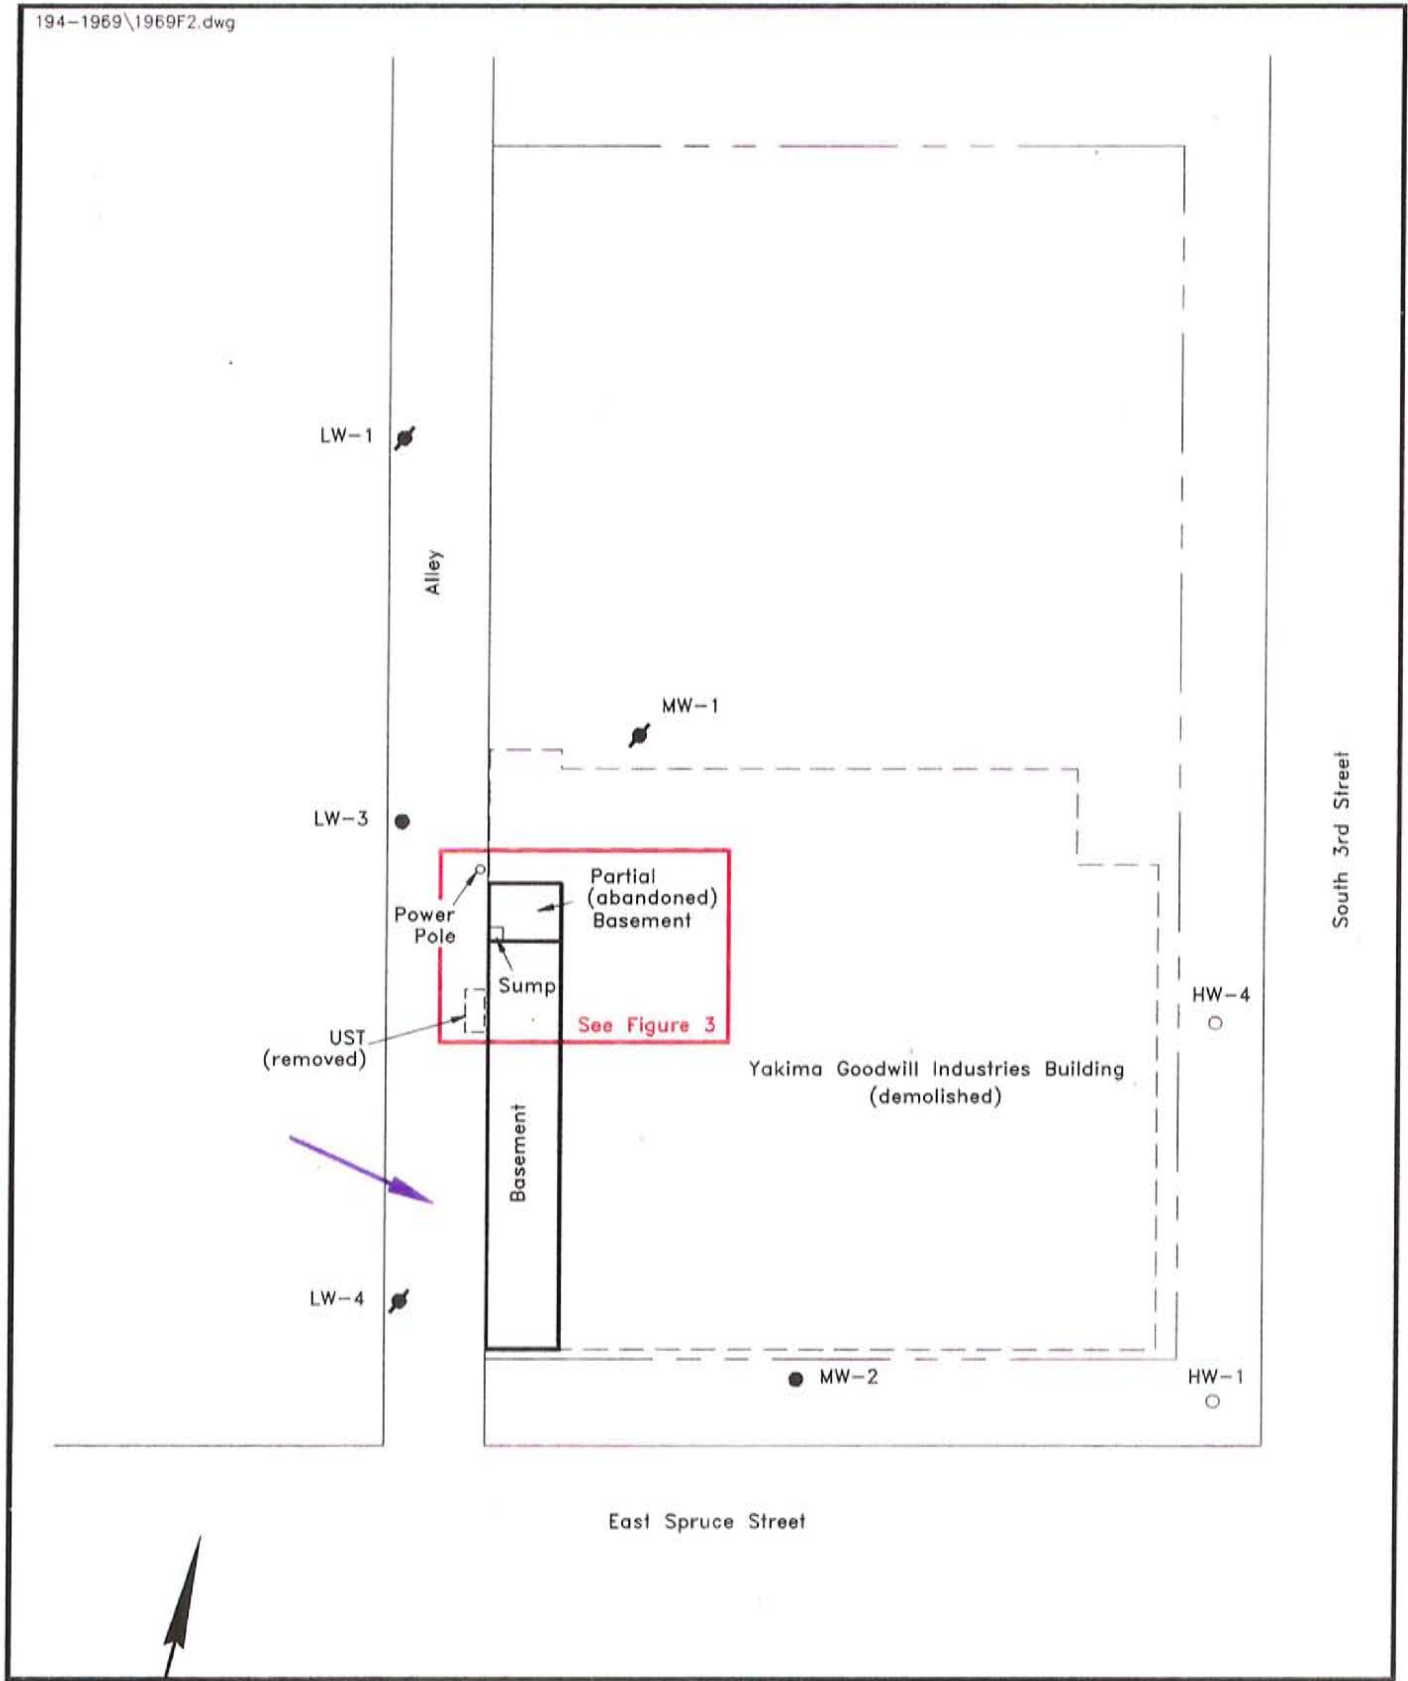 194-1969\1969F2.dwg
LW-1
Alley
MW-1
LW-3
South 3rd Street
Partial
(abandoned)
Basement
Power
Pole
Sump
HW-4
See Figure 3
UST
(removed)
Yakima Goodwill Industries Building
(demolished)
Basement
LW-4
MW-2
HW-1
East Spruce Street